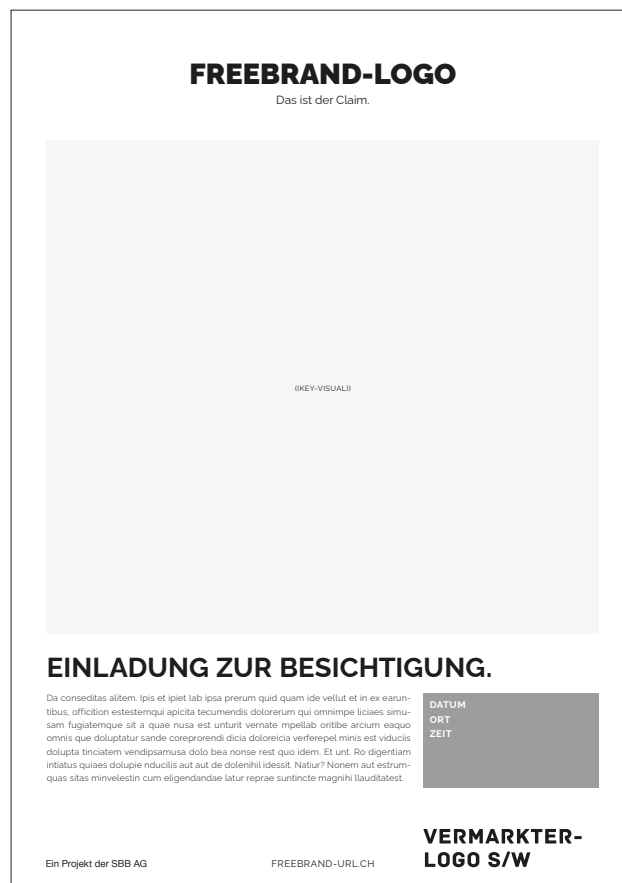 FREEBRAND-LOGO
Das ist der Claim.
((KEY-VISUAL))
EINLADUNG ZUR BESICHTIGUNG.
Da conseditas alitem. Ipis et ipiet lab ipsa prerum quid quam ide vellut et in ex earun-
tibus, officition estestemqui apicita tecumendis dolorerum qui omnimpe liciaes simu-
sam fugiatemque sit a quae nusa est unturit vernate mpellab oritibe arcium eaquo
omnis que doluptatur sande coreprorendi dicia doloreicia verferepel minis est viduciis
dolupta tinciatem vendipsamusa dolo bea nonse rest quo idem. Et unt. Ro digentiam
intiatus quiaes dolupie nducilis aut aut de dolenihil idessit. Natiur? Nonem aut estrum-
quas sitas minvelestin cum eligendandae latur reprae suntincte magnihi llauditatest.
DATUM
ORT
ZEIT
VERMARKTER-
LOGO S/W
Ein Projekt der SBB AG
FREEBRAND-URL.CH